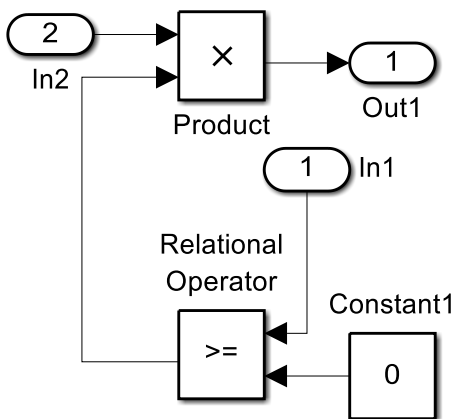 2
In2
×
Product
1
Out1
1
In1
Relational
Operator
>=
Constant1
0